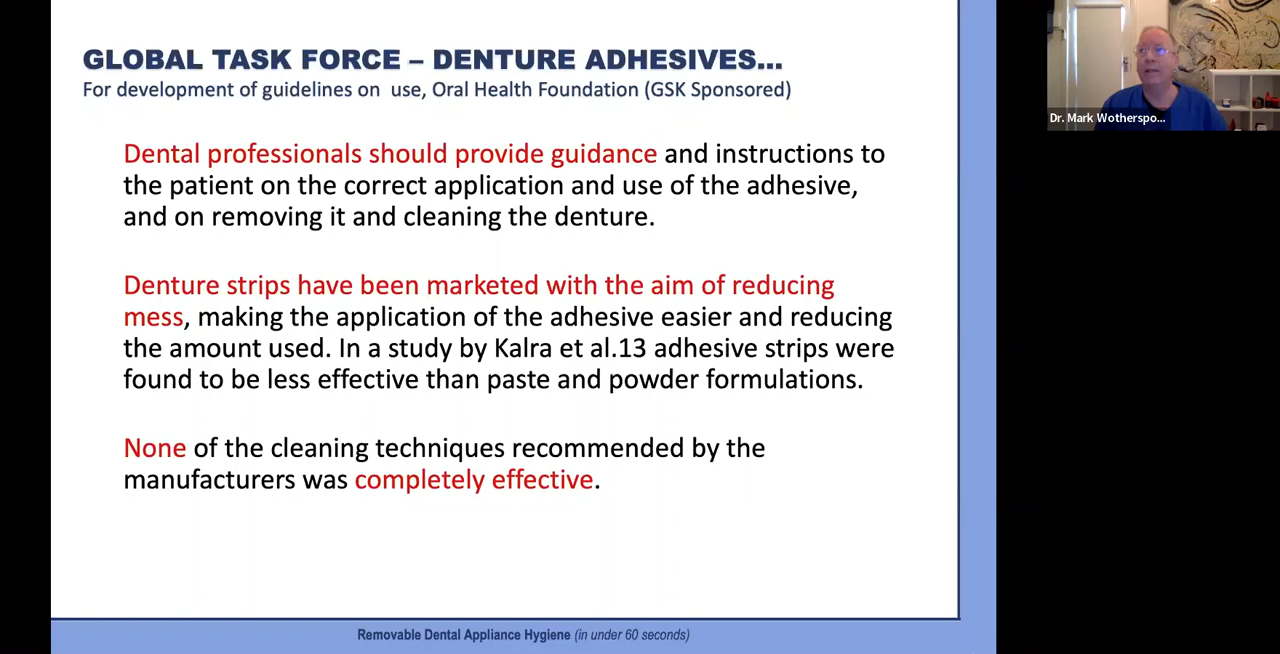 GLOBAL TASK FORCE – DENTURE ADHESIVES...
For development of guidelines on use, Oral Health Foundation (GSK Sponsored)
Dental professionals should provide guidance and instructions to
the patient on the correct application and use of the adhesive,
and on removing it and cleaning the denture.
Denture strips have been marketed with the aim of reducing
mess, making the application of the adhesive easier and reducing
the amount used. In a study by Kalra et al.13 adhesive strips were
found to be less effective than paste and powder formulations.
None of the cleaning techniques recommended by the
manufacturers was completely effective.
Removable Dental Appliance Hygiene (in under 60 seconds)
Dr. Mark Wotherspo...